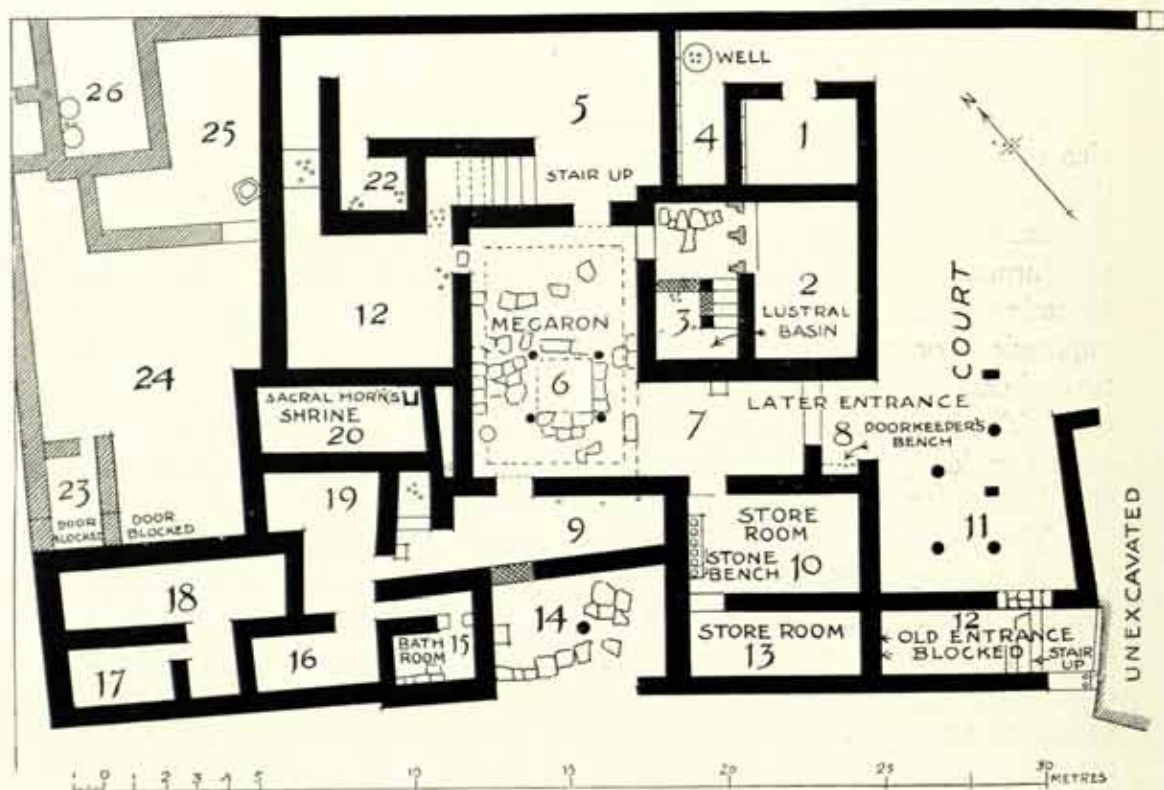 26
25
5
WELL
4
1
N
22
STAIR UP
24
12
MEGARON
6
3
2
LUSTRAL
BASIN
COURT
SACRAL HORNS
SHRINE
20
7
LATER ENTRANCE
8
DOORKEEPER'S
BENCH
23
DOOR
BLOCKED
DOOR
BLOCKED
19
9
STORE
ROOM
STONE
BENCH
10
11
UNEXCAVATED
18
17
16
BATH
ROOM
15
14
STORE ROOM
13
12
OLD ENTRANCE
BLOCKED
STAIR
UP
1 0 1 2 3 4 5 10 15 20 25 30
METRES